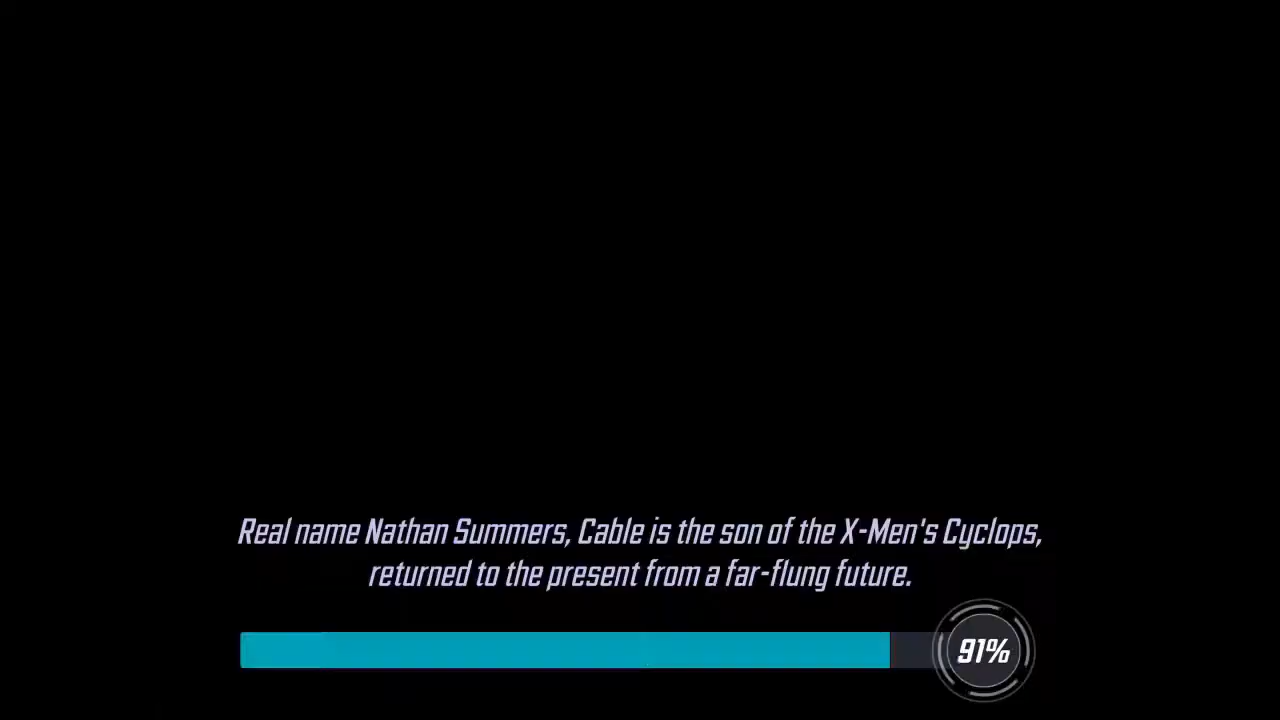 Real name Nathan Summers, Cable is the son of the X-Men's Cyclops,
returned to the present from a far-flung future.
91%